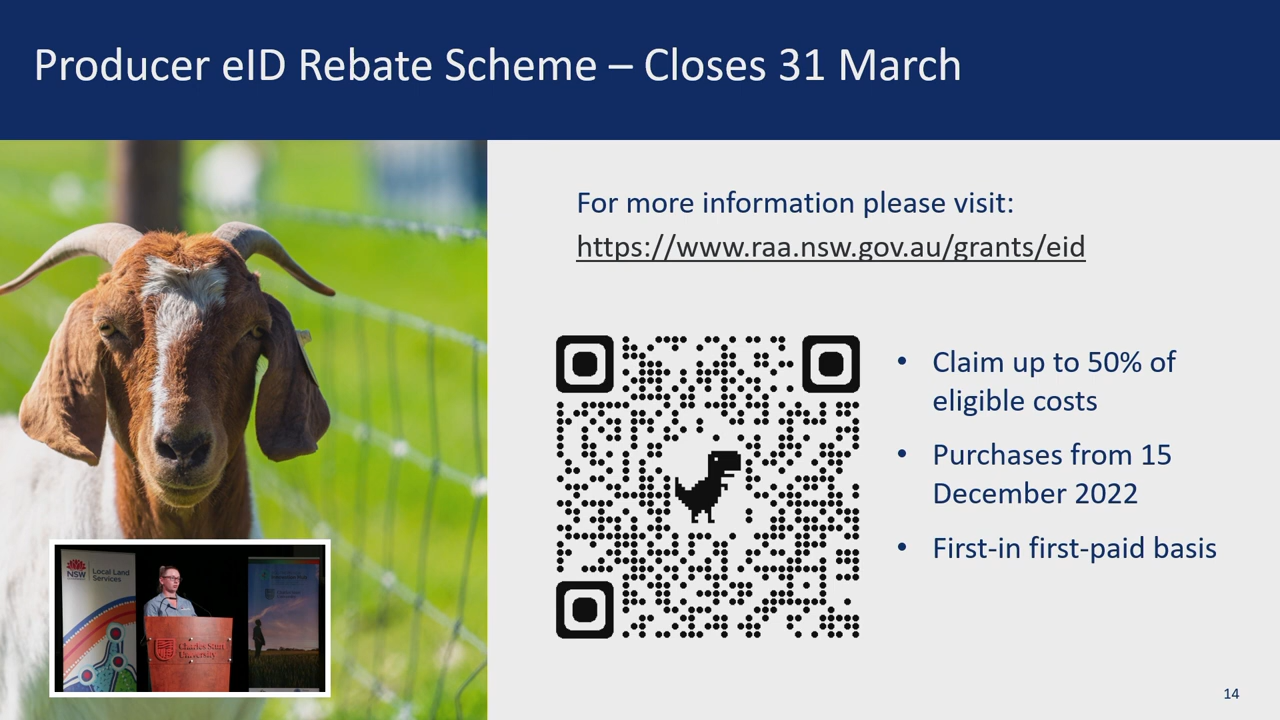 Producer eID Rebate Scheme – Closes 31 March
For more information please visit:
https://www.raa.nsw.gov.au/grants/eid
• Claim up to 50% of
eligible costs
• Purchases from 15
December 2022
• First-in first-paid basis
NSW
Local Land
Services
Charles Sturt
University
14